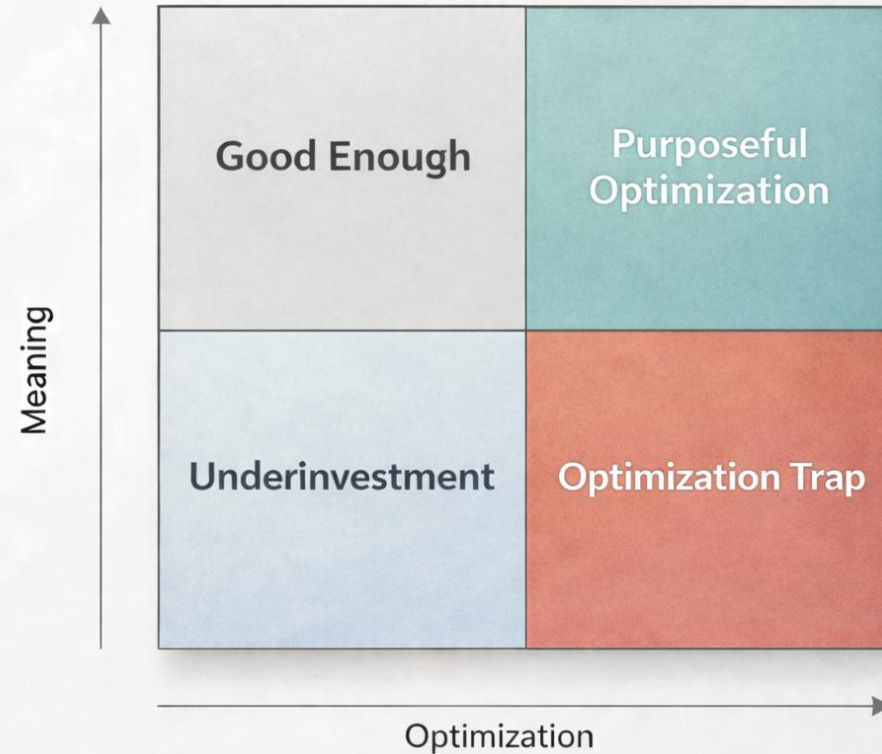 Good Enough
Purposeful
Optimization
Meaning
Underinvestment
Optimization Trap
Optimization